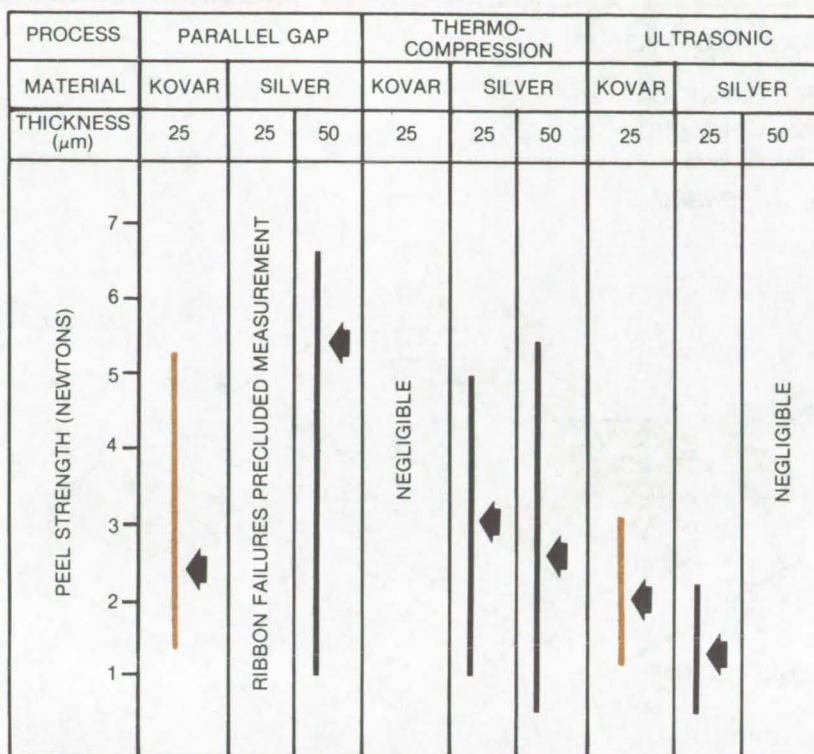 PROCESS PARALLEL GAP THERMO-
COMPRESSION ULTRASONIC
MATERIAL KOVAR SILVER KOVAR SILVER KOVAR SILVER
THICKNESS
(μm) 25 25 50 25 25 50 25 25 50
PEEL STRENGTH (NEWTONS)
7
6
5
4
3
2
1
RIBBON FAILURES PRECLUDED MEASUREMENT
NEGLIGIBLE
NEGLIGIBLE